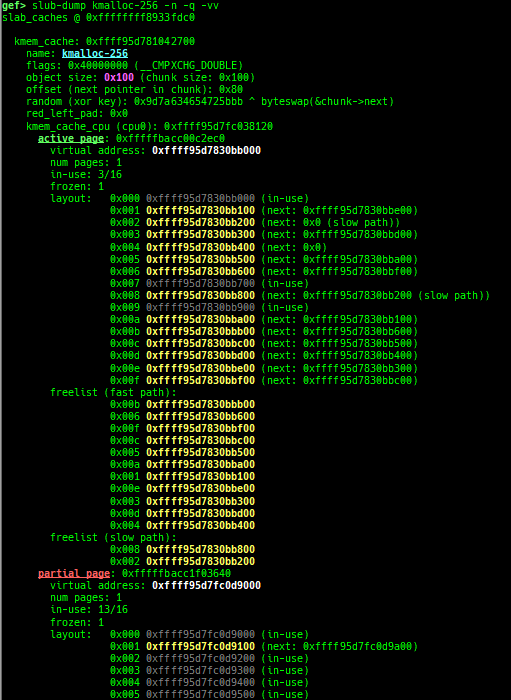 gef> slub-dump kmalloc-256 -n -q -vv
slab_caches @ 0xffffffff8933fdc0
kmem_cache: 0xffff95d781042700
name: kmalloc-256
flags: 0x40000000 (__CMPXCHG_DOUBLE)
object size: 0x100 (chunk size: 0x100)
offset (next pointer in chunk): 0x80
random (xor key): 0x9d7a634654725bbb ^ byteswap(&chunk->next)
red_left_pad: 0x0
kmem_cache_cpu (cpu0): 0xffff95d7fc038120
active page: 0xfffffbacc00c2ec0
virtual address: 0xffff95d7830bb000
num pages: 1
in-use: 3/16
frozen: 1
layout: 0x000 0xffff95d7830bb000 (in-use)
0x001 0xffff95d7830bb100 (next: 0xffff95d7830bbe00)
0x002 0xffff95d7830bb200 (next: 0x0 (slow path))
0x003 0xffff95d7830bb300 (next: 0xffff95d7830bbd00)
0x004 0xffff95d7830bb400 (next: 0x0)
0x005 0xffff95d7830bb500 (next: 0xffff95d7830bba00)
0x006 0xffff95d7830bb600 (next: 0xffff95d7830bbf00)
0x007 0xffff95d7830bb700 (in-use)
0x008 0xffff95d7830bb800 (next: 0xffff95d7830bb200 (slow path))
0x009 0xffff95d7830bb900 (in-use)
0x00a 0xffff95d7830bba00 (next: 0xffff95d7830bb100)
0x00b 0xffff95d7830bbb00 (next: 0xffff95d7830bb600)
0x00c 0xffff95d7830bbc00 (next: 0xffff95d7830bb500)
0x00d 0xffff95d7830bbd00 (next: 0xffff95d7830bb400)
0x00e 0xffff95d7830bbe00 (next: 0xffff95d7830bb300)
0x00f 0xffff95d7830bbf00 (next: 0xffff95d7830bbc00)
freelist (fast path):
0x00b 0xffff95d7830bbb00
0x006 0xffff95d7830bb600
0x00f 0xffff95d7830bbf00
0x00c 0xffff95d7830bbc00
0x005 0xffff95d7830bb500
0x00a 0xffff95d7830bba00
0x001 0xffff95d7830bb100
0x00e 0xffff95d7830bbe00
0x003 0xffff95d7830bb300
0x00d 0xffff95d7830bbd00
0x004 0xffff95d7830bb400
freelist (slow path):
0x008 0xffff95d7830bb800
0x002 0xffff95d7830bb200
partial page: 0xfffffbacc1f03640
virtual address: 0xffff95d7fc0d9000
num pages: 1
in-use: 13/16
frozen: 1
layout: 0x000 0xffff95d7fc0d9000 (in-use)
0x001 0xffff95d7fc0d9100 (next: 0xffff95d7fc0d9a00)
0x002 0xffff95d7fc0d9200 (in-use)
0x003 0xffff95d7fc0d9300 (in-use)
0x004 0xffff95d7fc0d9400 (in-use)
0x005 0xffff95d7fc0d9500 (in-use)